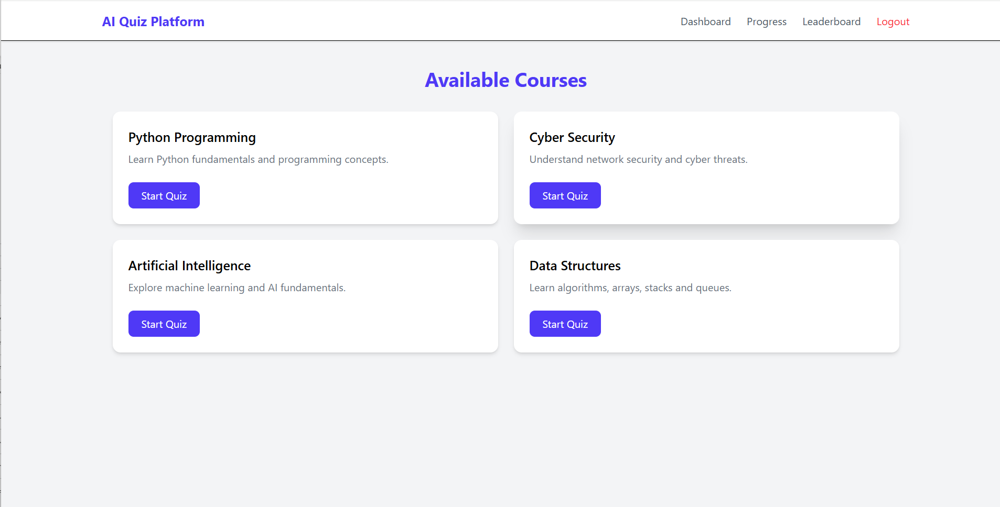 AI Quiz Platform
Dashboard Progress Leaderboard Logout
Available Courses
Python Programming
Learn Python fundamentals and programming concepts.
Start Quiz
Cyber Security
Understand network security and cyber threats.
Start Quiz
Artificial Intelligence
Explore machine learning and AI fundamentals.
Start Quiz
Data Structures
Learn algorithms, arrays, stacks and queues.
Start Quiz